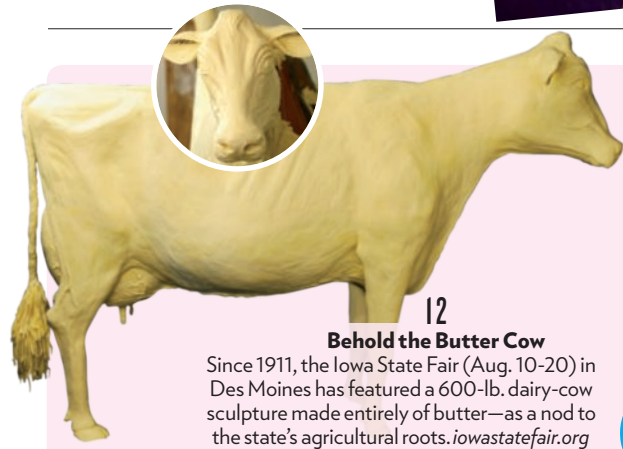 12
Behold the Butter Cow
Since 1911, the Iowa State Fair (Aug. 10-20) in
Des Moines has featured a 600-lb. dairy-cow
sculpture made entirely of butter—as a nod to
the state’s agricultural roots. iowastatefair.org